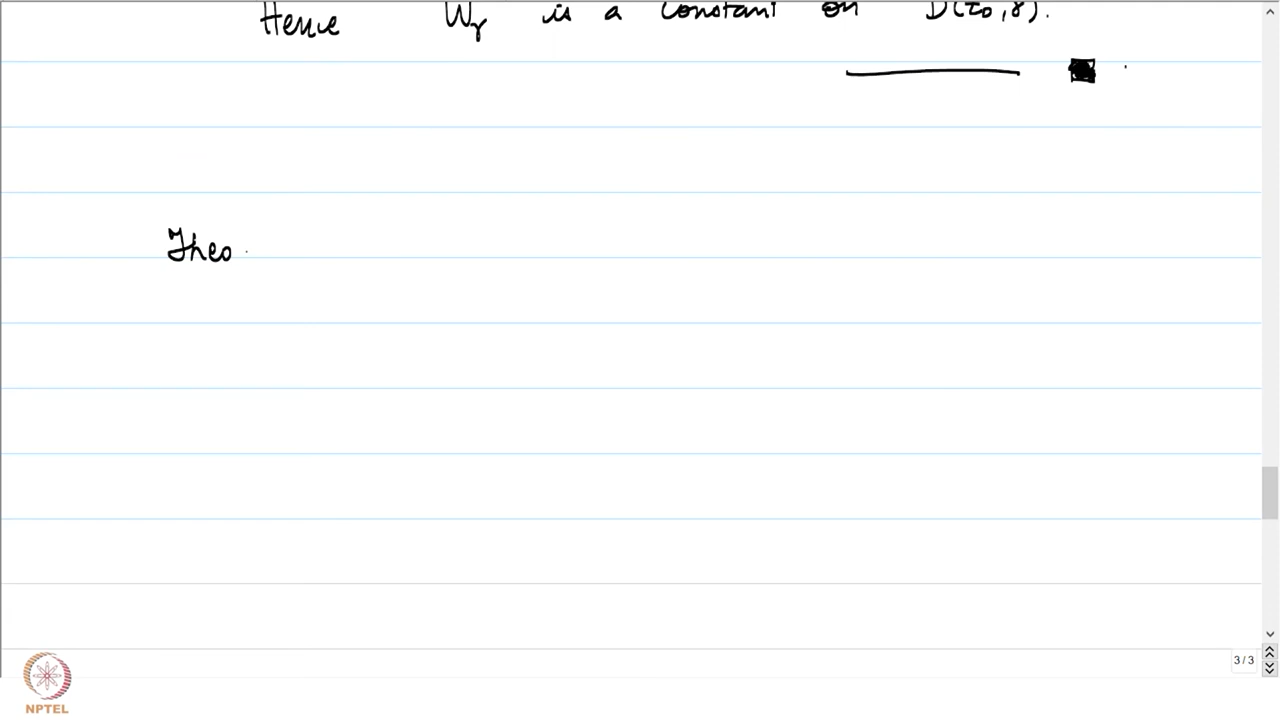 Hence W_γ is a constant on D(z₀, δ).
Theo
3 / 3
NPTEL